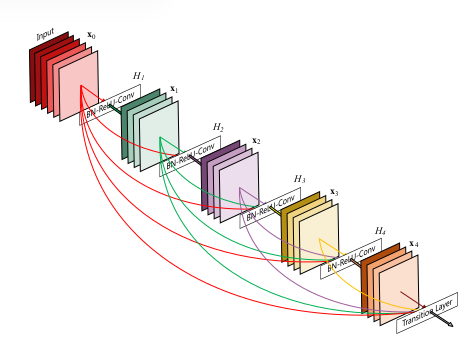 Input
x0
BN-ReLU-Conv
H1
x1
BN-ReLU-Conv
H2
x2
BN-ReLU-Conv
H3
x3
BN-ReLU-Conv
H4
x4
Transition Layer